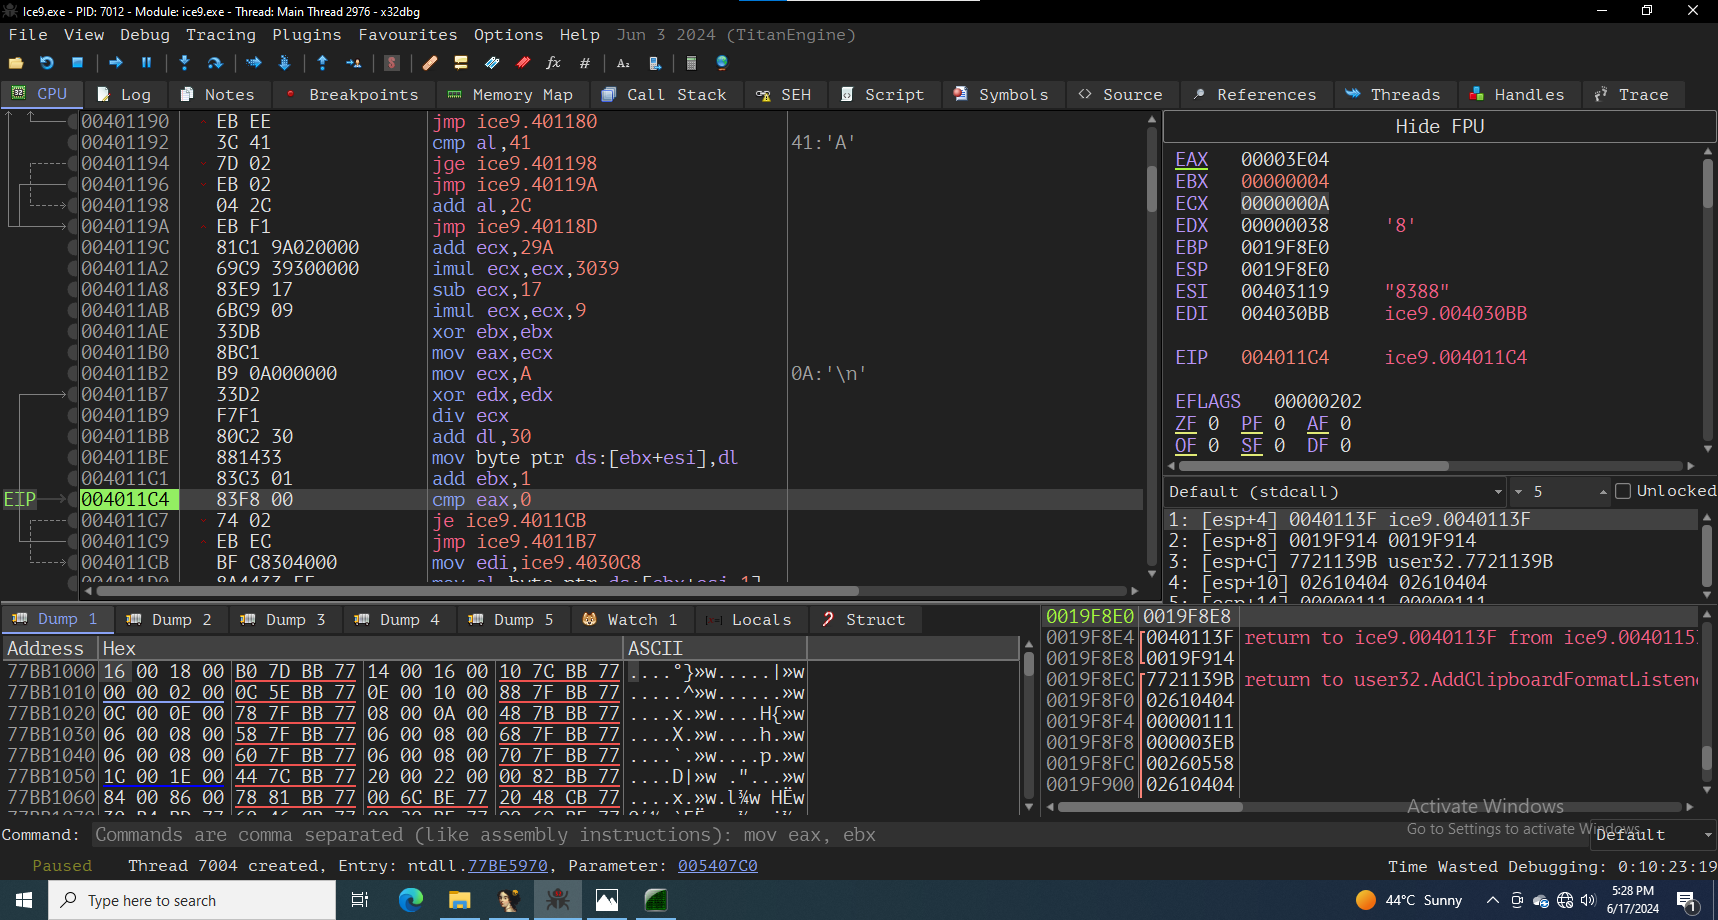 Ice9.exe - PID: 7012 - Module: ice9.exe - Thread: Main Thread 2976 - x32dbg
File View Debug Tracing Plugins Favourites Options Help Jun 3 2024 (TitanEngine)
CPU Log Notes Breakpoints Memory Map Call Stack SEH Script Symbols Source References Threads Handles Trace
00401190 EB EE jmp ice9.401180
00401192 3C 41 cmp al,41 41:'A'
00401194 7D 02 jge ice9.401198
00401196 EB 02 jmp ice9.40119A
00401198 04 2C add al,2C
0040119A EB F1 jmp ice9.40118D
0040119C 81C1 9A020000 add ecx,29A
004011A2 69C9 39300000 imul ecx,ecx,3039
004011A8 83E9 17 sub ecx,17
004011AB 6BC9 09 imul ecx,ecx,9
004011AE 33DB xor ebx,ebx
004011B0 8BC1 mov eax,ecx
004011B2 B9 0A000000 mov ecx,A 0A:'\n'
004011B7 33D2 xor edx,edx
004011B9 F7F1 div ecx
004011BB 80C2 30 add dl,30
004011BE 881433 mov byte ptr ds:[ebx+esi],dl
004011C1 83C3 01 add ebx,1
EIP 004011C4 83F8 00 cmp eax,0
004011C7 74 02 je ice9.4011CB
004011C9 EB EC jmp ice9.4011B7
004011CB BF C8304000 mov edi,ice9.4030C8
Hide FPU
EAX 00003E04
EBX 00000004
ECX 0000000A
EDX 00000038 '8'
EBP 0019F8E0
ESP 0019F8E0
ESI 00403119 "8388"
EDI 004030BB ice9.004030BB
EIP 004011C4 ice9.004011C4
EFLAGS 00000202
ZF 0 PF 0 AF 0
OF 0 SF 0 DF 0
Default (stdcall) 5 Unlocked
1: [esp+4] 0040113F ice9.0040113F
2: [esp+8] 0019F914 0019F914
3: [esp+C] 7721139B user32.7721139B
4: [esp+10] 02610404 02610404
5: [esp+14] 00000111 00000111
Dump 1 Dump 2 Dump 3 Dump 4 Dump 5 Watch 1 Locals Struct
Address Hex ASCII
77BB1000 16 00 18 00 B0 7D BB 77 14 00 16 00 10 7C BB 77 ....°}»w.....|»w
77BB1010 00 00 02 00 0C 5E BB 77 0E 00 10 00 88 7F BB 77 .....^»w......»w
77BB1020 0C 00 0E 00 78 7F BB 77 08 00 0A 00 48 7B BB 77 ....x.»w....H{»w
77BB1030 06 00 08 00 58 7F BB 77 06 00 08 00 68 7F BB 77 ....X.»w....h.»w
77BB1040 06 00 08 00 60 7F BB 77 06 00 08 00 70 7F BB 77 ....`.»w....p.»w
77BB1050 1C 00 1E 00 44 7C BB 77 20 00 22 00 00 82 BB 77 ....D|»w ."...»w
77BB1060 84 00 86 00 78 81 BB 77 00 6C BE 77 20 48 CB 77 ....x.»w.l¾w HËw
0019F8E0 0019F8E8
0019F8E4 0040113F return to ice9.0040113F from ice9.0040115
0019F8E8 0019F914
0019F8EC 7721139B return to user32.AddClipboardFormatListene
0019F8F0 02610404
0019F8F4 00000111
0019F8F8 000003EB
0019F8FC 00260558
0019F900 02610404
Activate Windows
Go to Settings to activate Windows.
Command: Commands are comma separated (like assembly instructions): mov eax, ebx Default
Paused Thread 7004 created, Entry: ntdll.77BE5970, Parameter: 005407C0 Time Wasted Debugging: 0:10:23:19
Type here to search 44°C Sunny 5:28 PM
6/17/2024 1